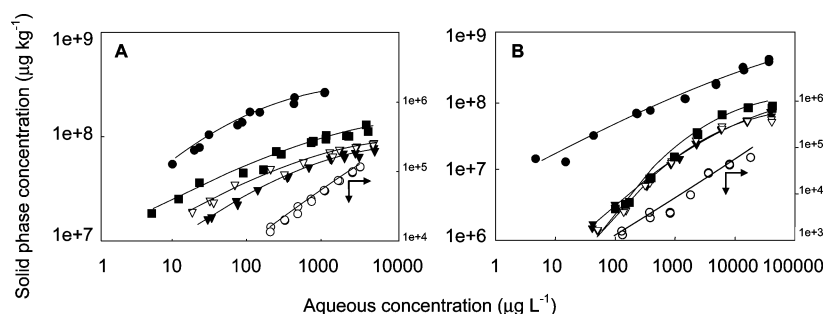 Solid phase concentration (µg kg⁻¹)
A
1e+9
1e+8
1e+7
1e+6
1e+5
1e+4
1
10
100
1000
10000
B
1e+9
1e+8
1e+7
1e+6
1e+6
1e+5
1e+4
1e+3
1
10
100
1000
10000
100000
Aqueous concentration (µg L⁻¹)